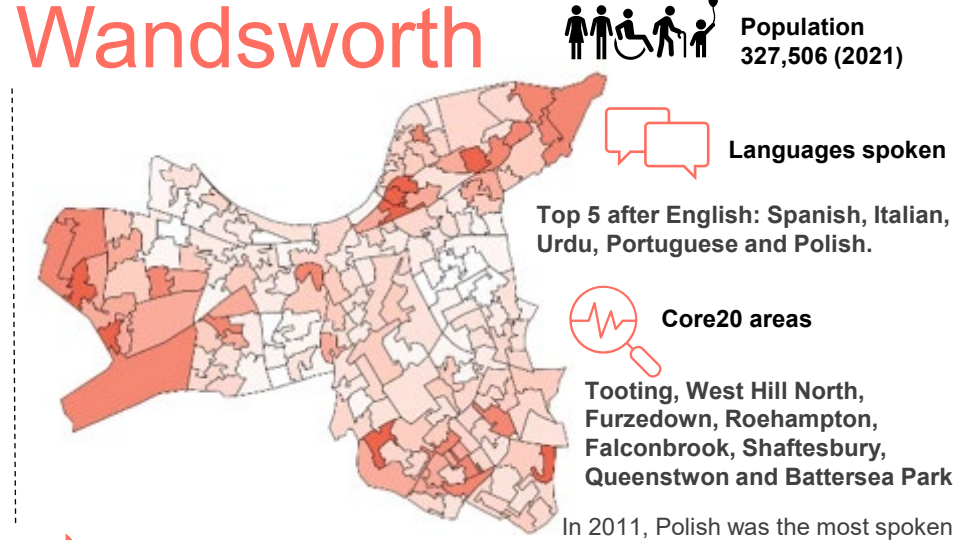 Wandsworth
Population
327,506 (2021)
Languages spoken
Top 5 after English: Spanish, Italian,
Urdu, Portuguese and Polish.
Core20 areas
Tooting, West Hill North,
Furzedown, Roehampton,
Falconbrook, Shaftesbury,
Queenstwon and Battersea Park
In 2011, Polish was the most spoken